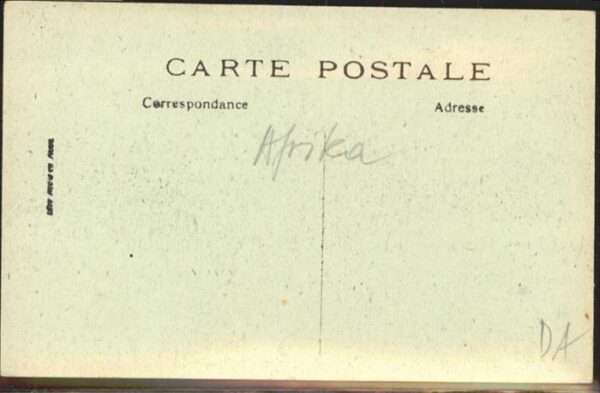 CARTE POSTALE
Correspondance
Adresse
Afrika
DA